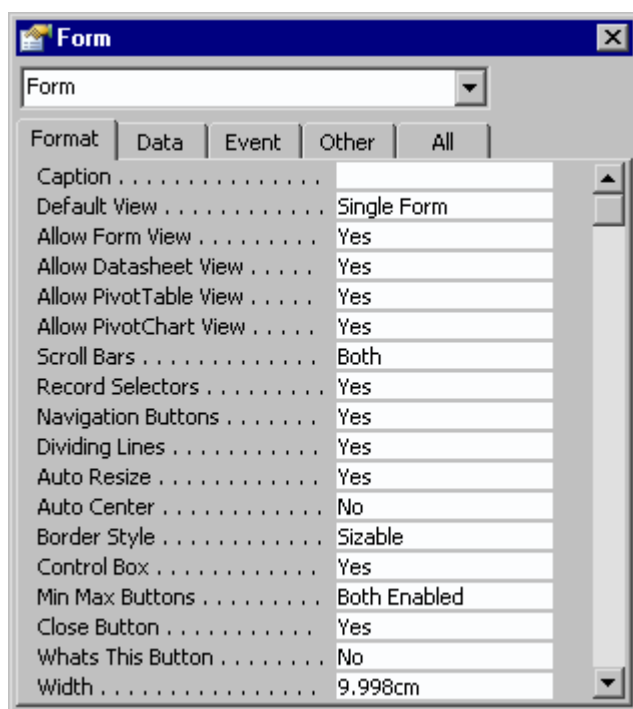 Form
Form
Format Data Event Other All
Caption . . . . . . . . . . . . . . .
Default View . . . . . . . . . . . . Single Form
Allow Form View . . . . . . . . . Yes
Allow Datasheet View . . . . . Yes
Allow PivotTable View . . . . . Yes
Allow PivotChart View . . . . . Yes
Scroll Bars . . . . . . . . . . . . . Both
Record Selectors . . . . . . . . . Yes
Navigation Buttons . . . . . . . Yes
Dividing Lines . . . . . . . . . . . Yes
Auto Resize . . . . . . . . . . . . Yes
Auto Center . . . . . . . . . . . . No
Border Style . . . . . . . . . . . . Sizable
Control Box . . . . . . . . . . . . Yes
Min Max Buttons . . . . . . . . . Both Enabled
Close Button . . . . . . . . . . . Yes
Whats This Button . . . . . . . . No
Width . . . . . . . . . . . . . . . . . 9.998cm